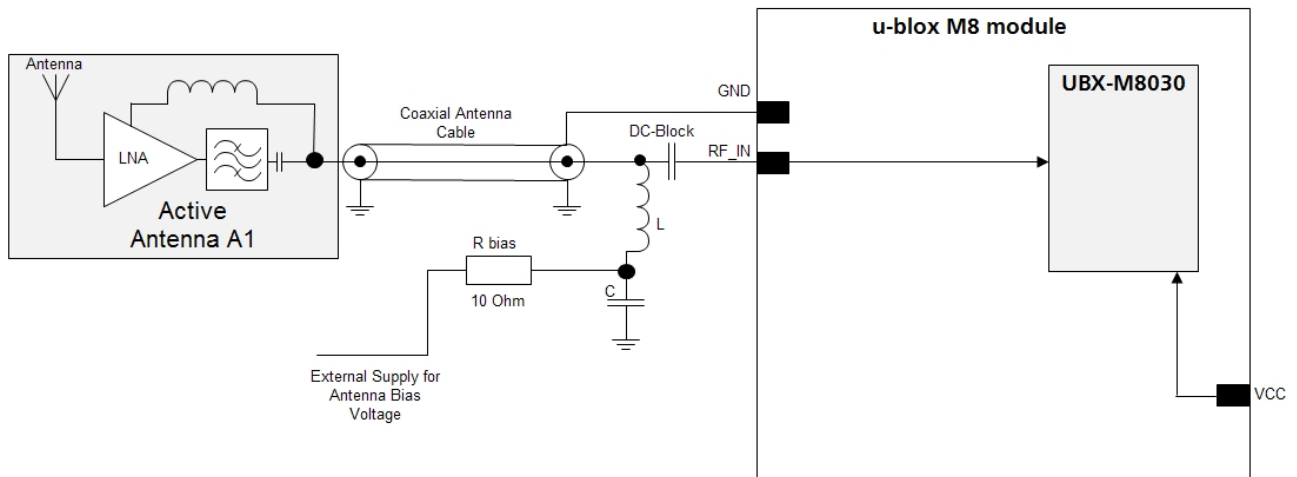 u-blox M8 module
Antenna
UBX-M8030
GND
Coaxial Antenna
Cable
DC-Block
RF_IN
LNA
Active
Antenna A1
L
R bias
C
10 Ohm
External Supply for
Antenna Bias
Voltage
VCC